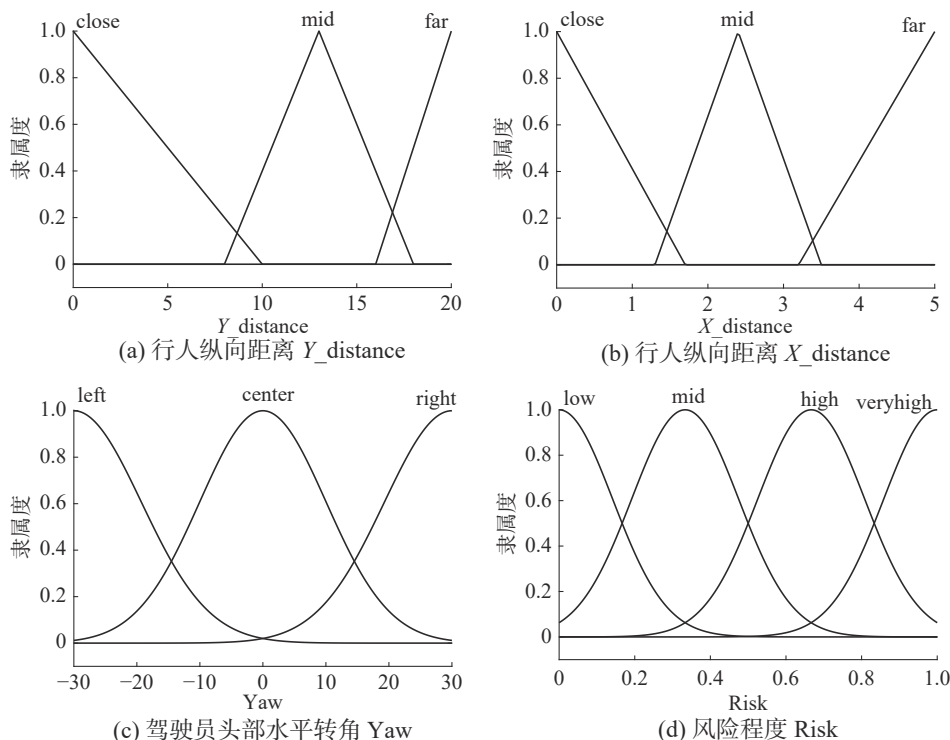 close mid far
1.0
0.8
0.6
0.4
0.2
0
隶属度
0 5 10 15 20
Y_distance
(a) 行人纵向距离 Y_distance
close mid far
1.0
0.8
0.6
0.4
0.2
0
隶属度
0 1 2 3 4 5
X_distance
(b) 行人纵向距离 X_distance
left center right
1.0
0.8
0.6
0.4
0.2
0
隶属度
−30 −20 −10 0 10 20 30
Yaw
(c) 驾驶员头部水平转角 Yaw
low mid high veryhigh
1.0
0.8
0.6
0.4
0.2
0
隶属度
0 0.2 0.4 0.6 0.8 1.0
Risk
(d) 风险程度 Risk